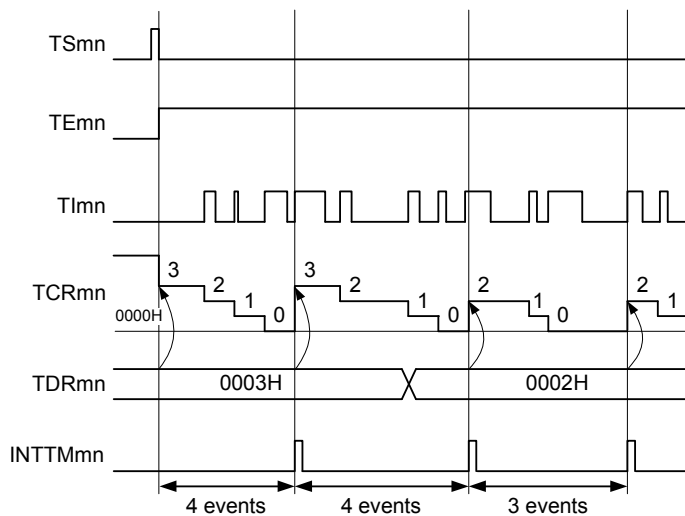 TSmn
TEmn
TImn
TCRmn
3
2
1
0
3
2
1
0
2
1
0
2
1
0000H
TDRmn
0003H
0002H
INTTMmn
4 events
4 events
3 events